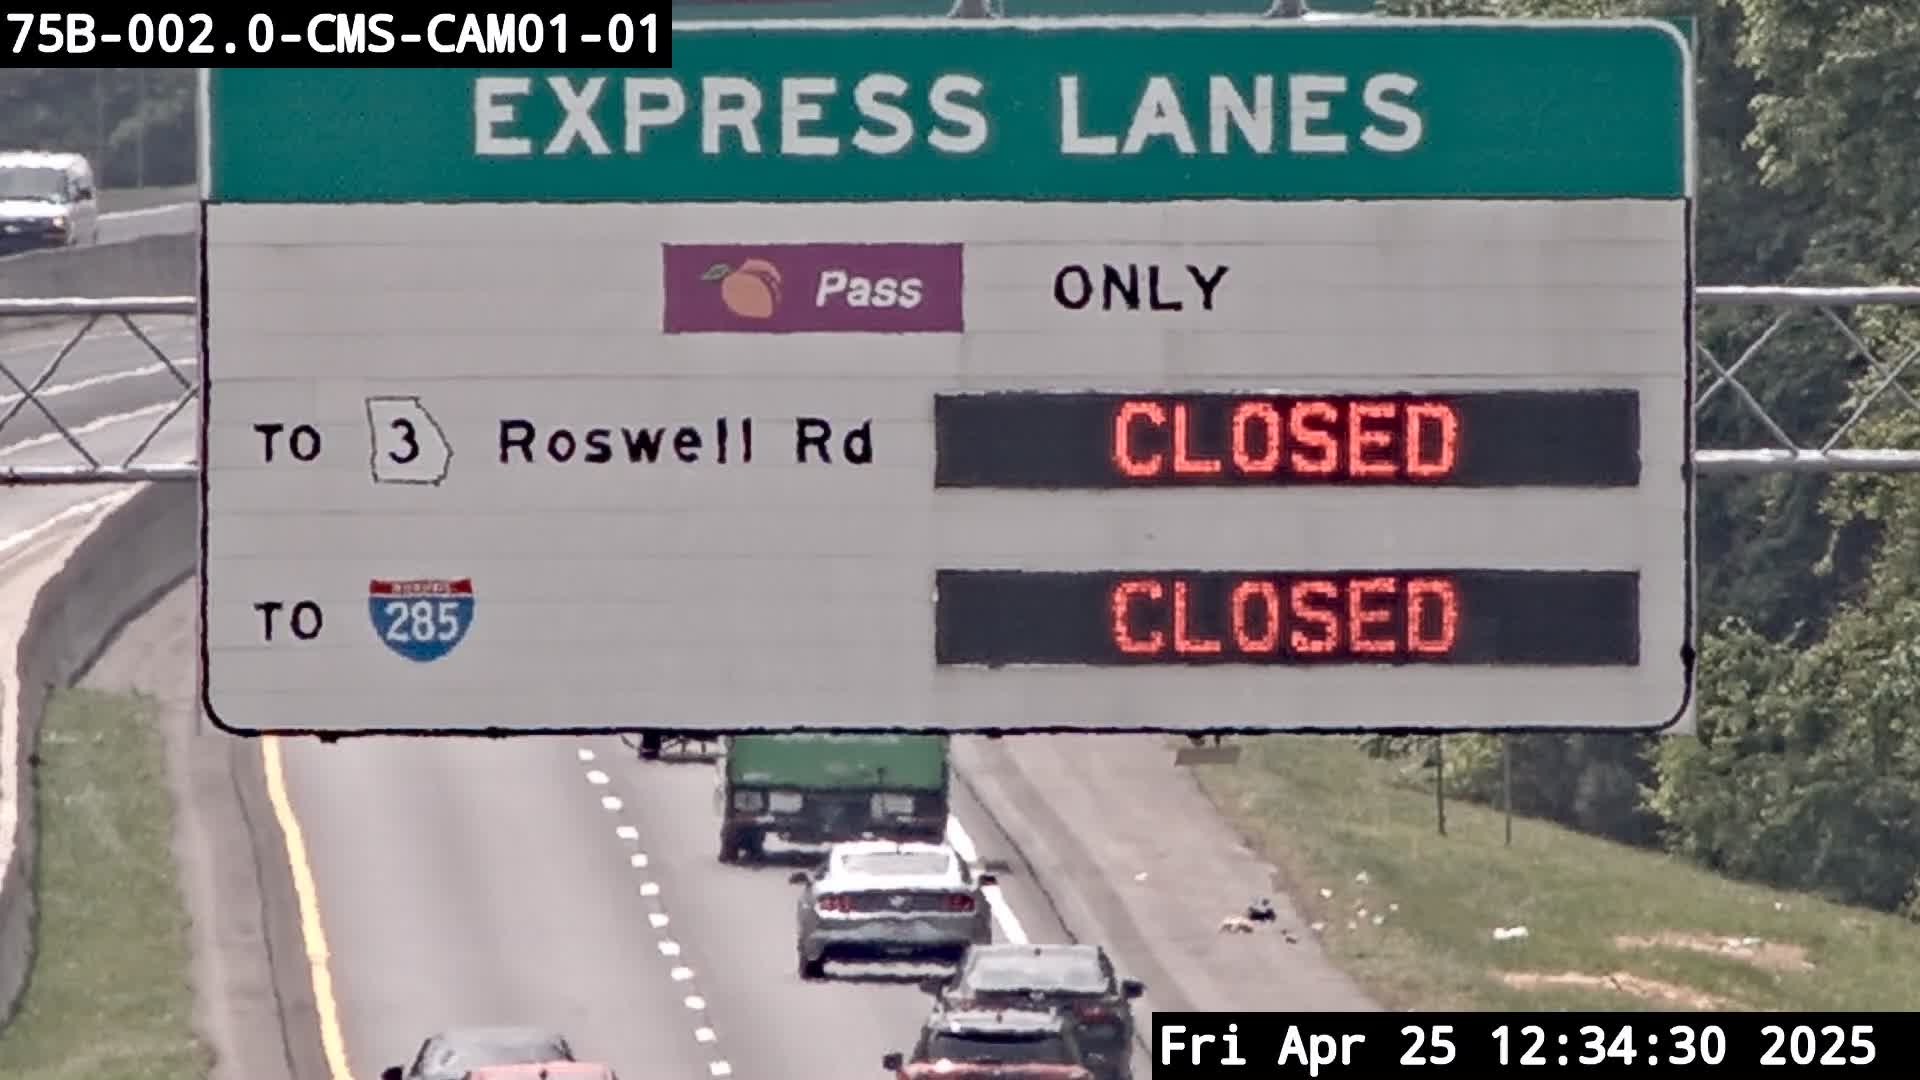 75B-002.0-CMS-CAM01-01
EXPRESS LANES
Pass ONLY
TO 3 Roswell Rd CLOSED
TO 285 CLOSED
Fri Apr 25 12:34:30 2025